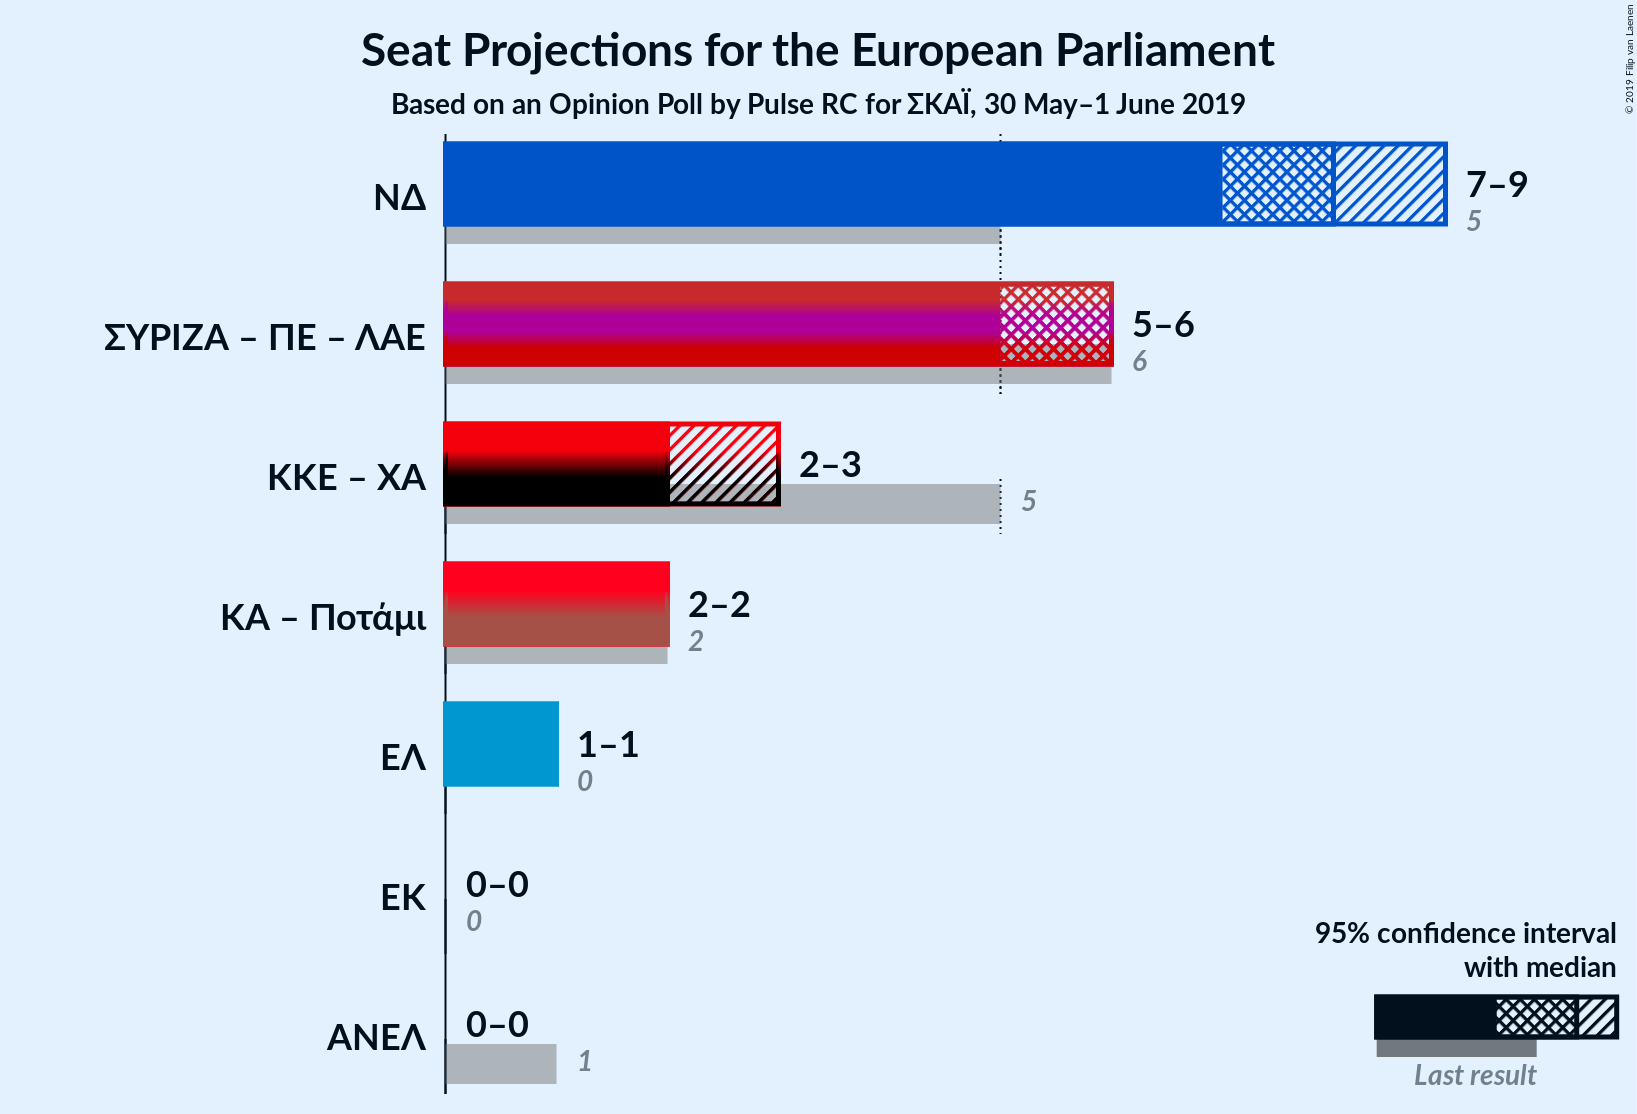 Seat Projections for the European Parliament
Based on an Opinion Poll by Pulse RC for ΣΚΑΪ, 30 May–1 June 2019
© 2019 Filip van Laenen
ΝΔ
7–9
5
ΣΥΡΙΖΑ – ΠΕ – ΛΑΕ
5–6
6
ΚΚΕ – ΧΑ
2–3
5
ΚΑ – Ποτάμι
2–2
2
ΕΛ
1–1
0
ΕΚ
0–0
0
ΑΝΕΛ
0–0
1
95% confidence interval
with median
Last result